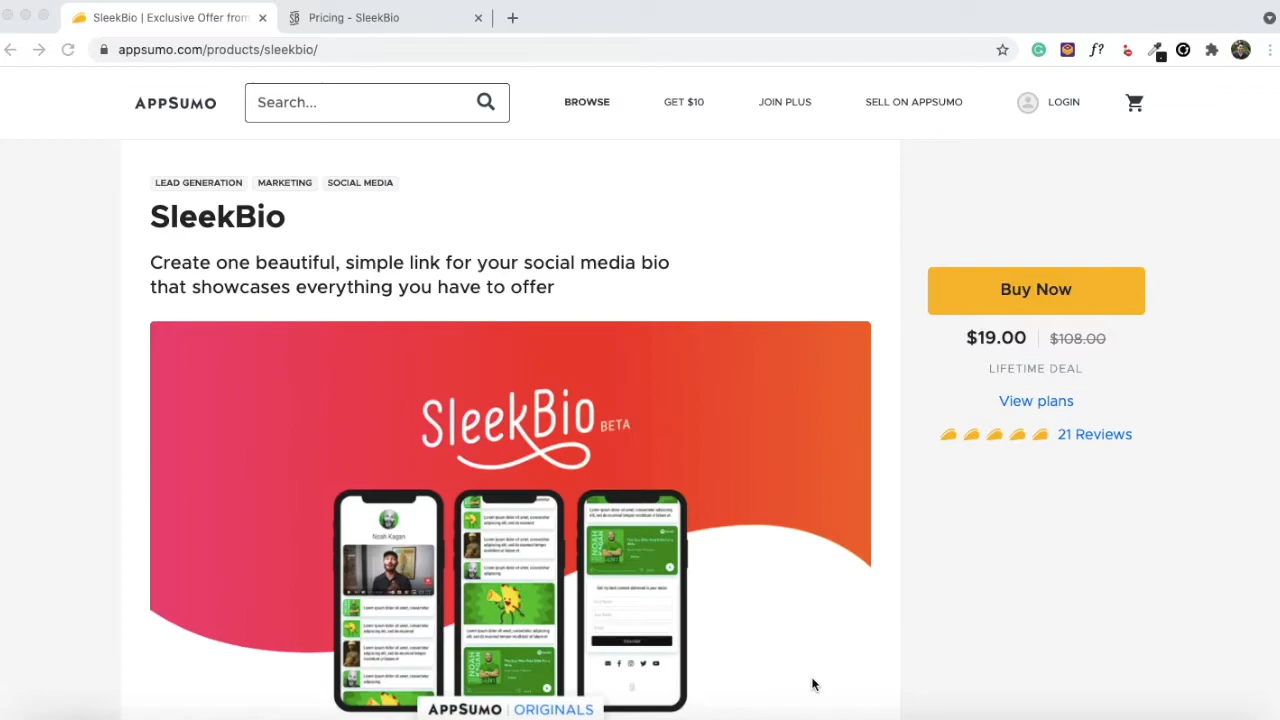 SleekBio | Exclusive Offer from
Pricing - SleekBio
appsumo.com/products/sleekbio/
f?
APPSUMO
Search...
BROWSE
GET $10
JOIN PLUS
SELL ON APPSUMO
LOGIN
LEAD GENERATION
MARKETING
SOCIAL MEDIA
SleekBio
Create one beautiful, simple link for your social media bio
that showcases everything you have to offer
Buy Now
$19.00
$108.00
LIFETIME DEAL
View plans
21 Reviews
SleekBio BETA
Noah Kagan
NOAH KAGAN
APPSUMO | ORIGINALS